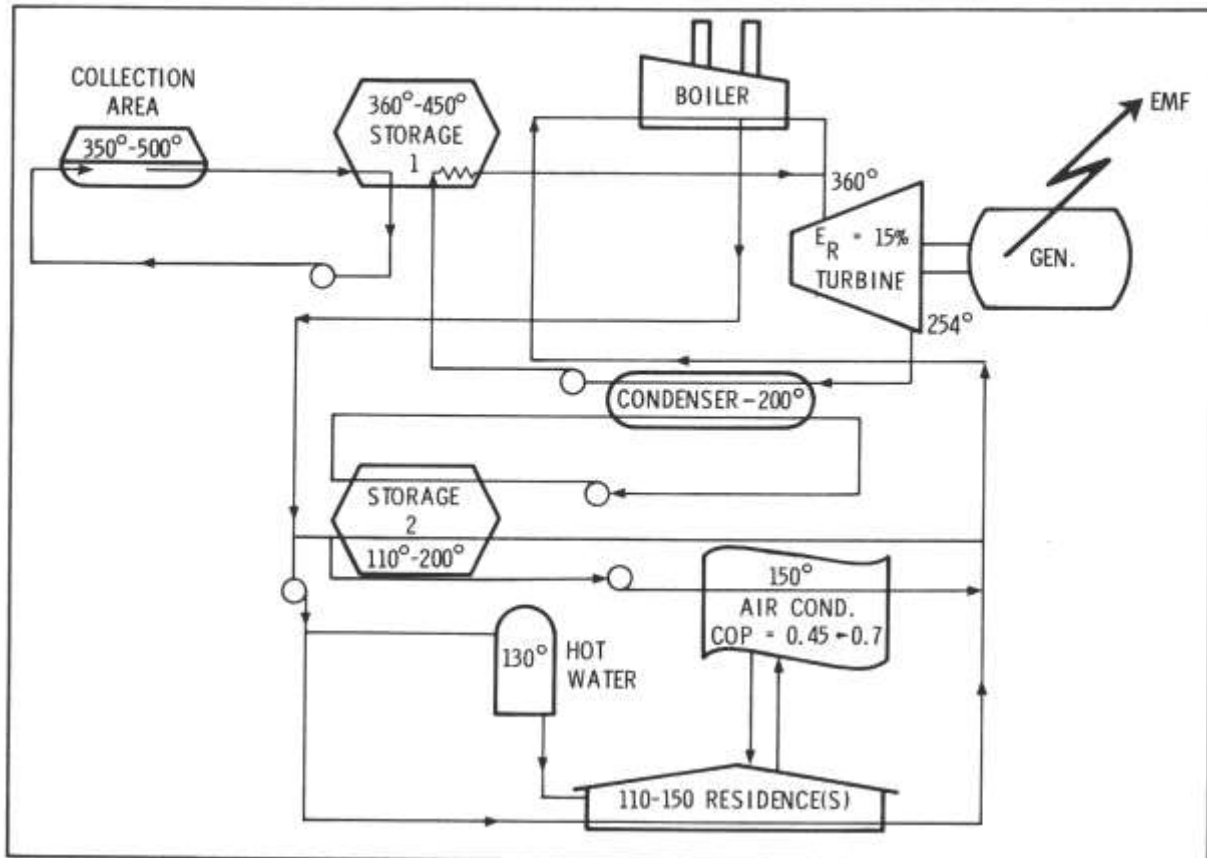 COLLECTION
AREA
350°-500°
360°-450°
STORAGE
1
BOILER
EMF
360°
E_R = 15%
TURBINE
GEN.
254°
CONDENSER-200°
STORAGE
2
110°-200°
150°
AIR COND.
COP = 0.45-0.7
130°
HOT
WATER
110-150 RESIDENCE(S)